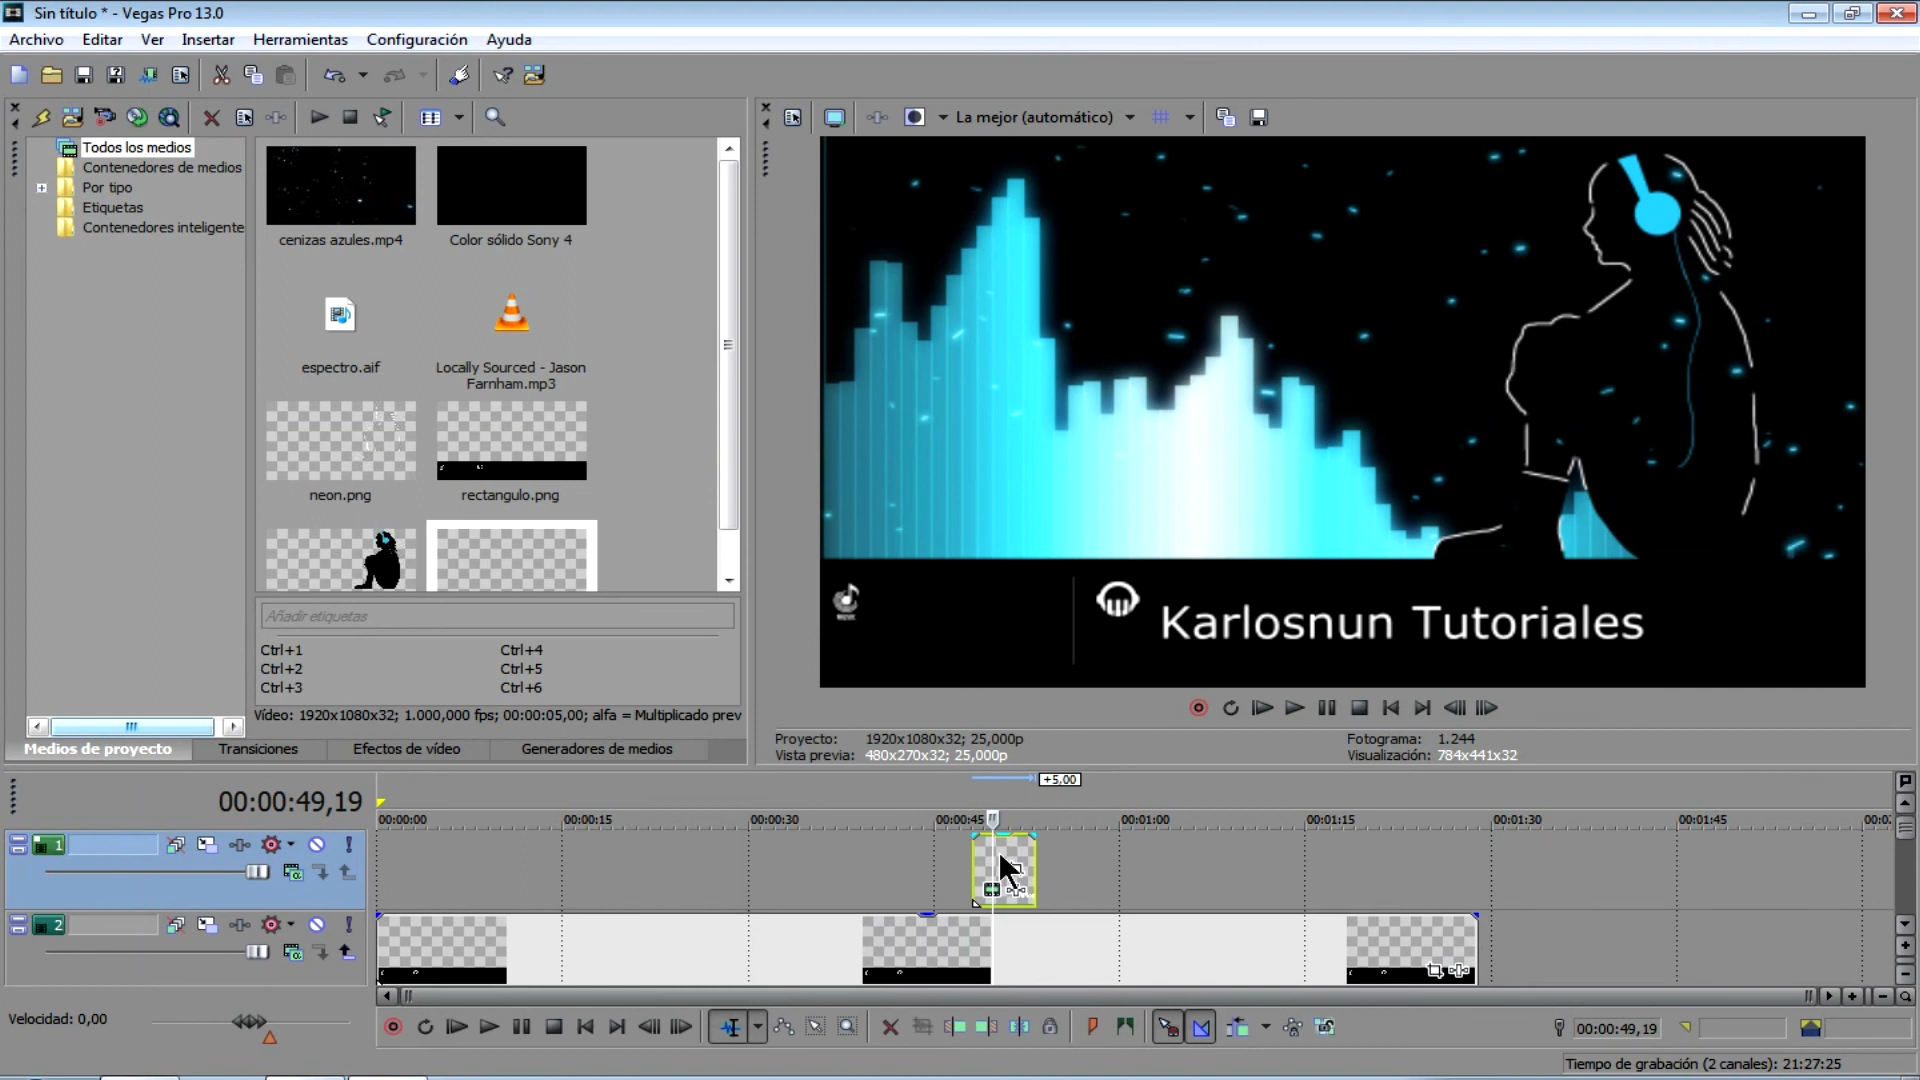 Sin título * - Vegas Pro 13.0
Archivo Editar Ver Insertar Herramientas Configuración Ayuda
La mejor (automático)
Todos los medios
Contenedores de medios
Por tipo
Etiquetas
Contenedores inteligente
cenizas azules.mp4
Color sólido Sony 4
espectro.aif
Locally Sourced - Jason
Farnham.mp3
neon.png
rectangulo.png
Añadir etiquetas
Ctrl+1 Ctrl+4
Ctrl+2 Ctrl+5
Ctrl+3 Ctrl+6
Vídeo: 1920x1080x32; 1.000,000 fps; 00:00:05,00; alfa = Multiplicado prev
Medios de proyecto Transiciones Efectos de vídeo Generadores de medios
Karlosnun Tutoriales
Proyecto: 1920x1080x32; 25,000p
Vista previa: 480x270x32; 25,000p
Fotograma: 1.244
Visualización: 784x441x32
+5,00
00:00:49,19
00:00:00 00:00:15 00:00:30 00:00:45 00:01:00 00:01:15 00:01:30 00:01:45
1
2
Velocidad: 0,00
00:00:49,19
Tiempo de grabación (2 canales): 21:27:25